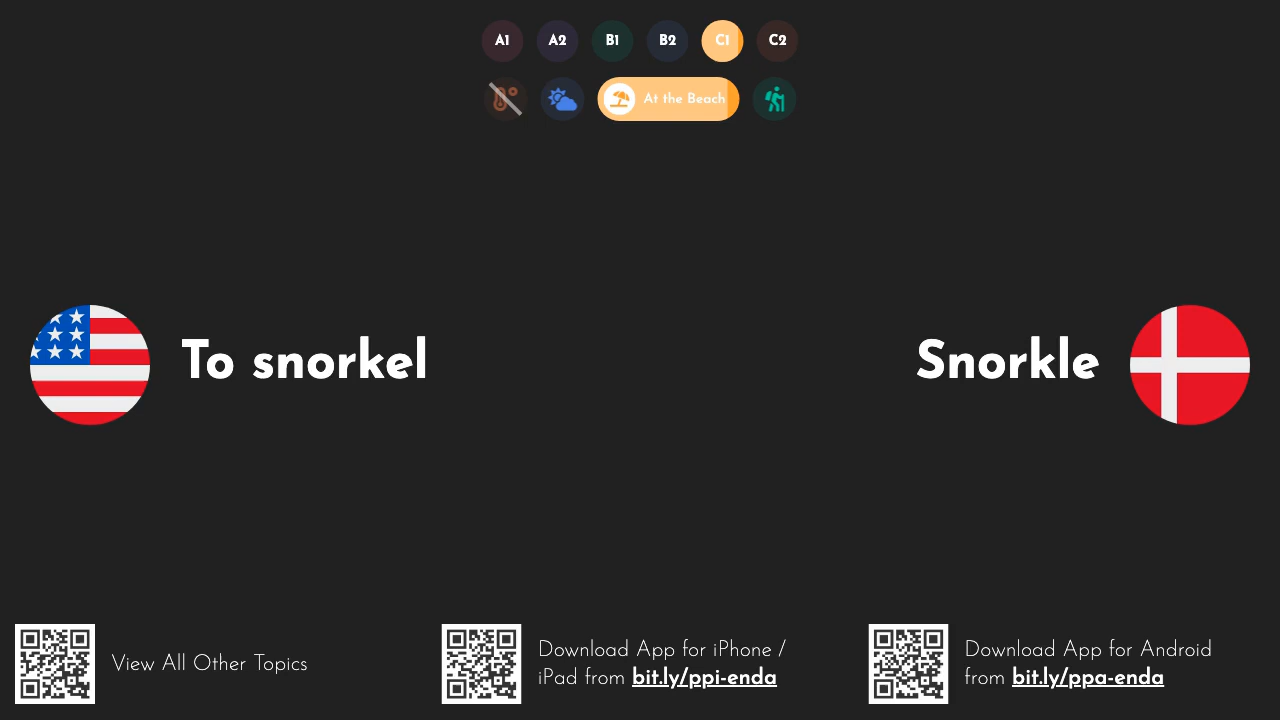 A1 A2 B1 B2 C1 C2
At the Beach
To snorkel
Snorkle
View All Other Topics
Download App for iPhone /
iPad from bit.ly/ppi-enda
Download App for Android
from bit.ly/ppa-enda